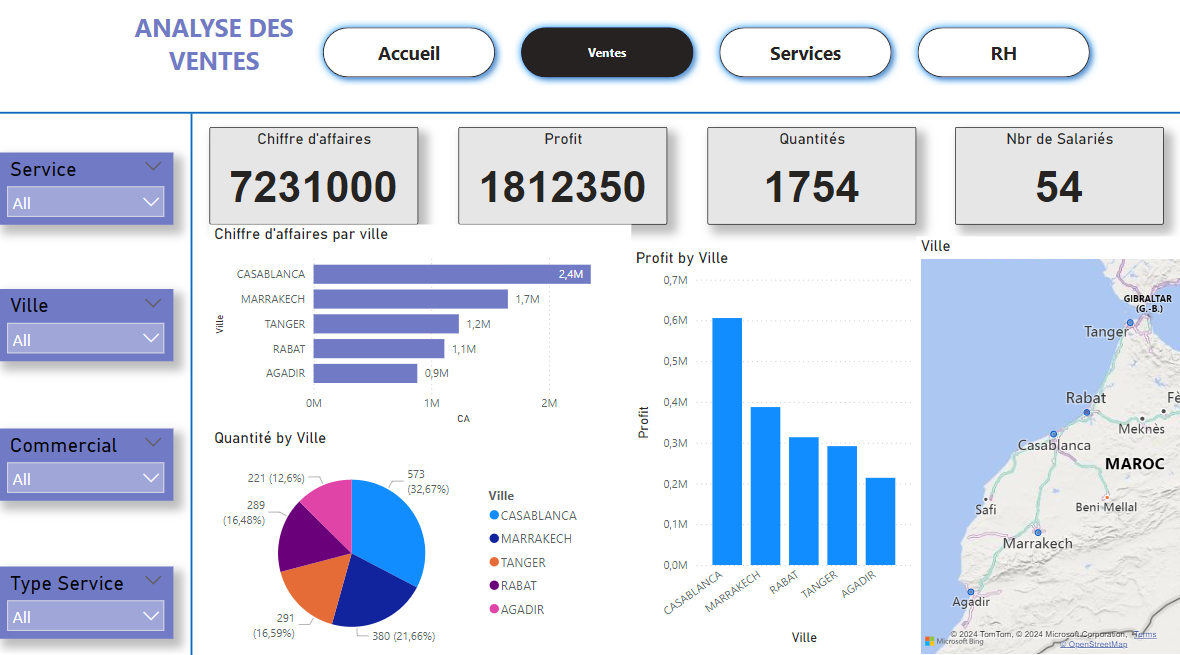 ANALYSE DES
VENTES
Accueil
Ventes
Services
RH
Service
All
Ville
All
Commercial
All
Type Service
All
Chiffre d'affaires
7231000
Profit
1812350
Quantités
1754
Nbr de Salariés
54
Chiffre d'affaires par ville
Ville
CASABLANCA
2,4M
MARRAKECH
1,7M
TANGER
1,2M
RABAT
1,1M
AGADIR
0,9M
0M
1M
2M
CA
Quantité by Ville
573
(32,67%)
380 (21,66%)
291
(16,59%)
289
(16,48%)
221 (12,6%)
Ville
CASABLANCA
MARRAKECH
TANGER
RABAT
AGADIR
Profit by Ville
Profit
0,7M
0,6M
0,5M
0,4M
0,3M
0,2M
0,1M
0,0M
CASABLANCA
MARRAKECH
RABAT
TANGER
AGADIR
Ville
Ville
GIBRALTAR
(G.-B.)
Tanger
Rabat
Fè
Meknès
Casablanca
MAROC
Safi
Beni Mellal
Marrakech
Agadir
Microsoft Bing
© 2024 TomTom, © 2024 Microsoft Corporation, Terms
© OpenStreetMap